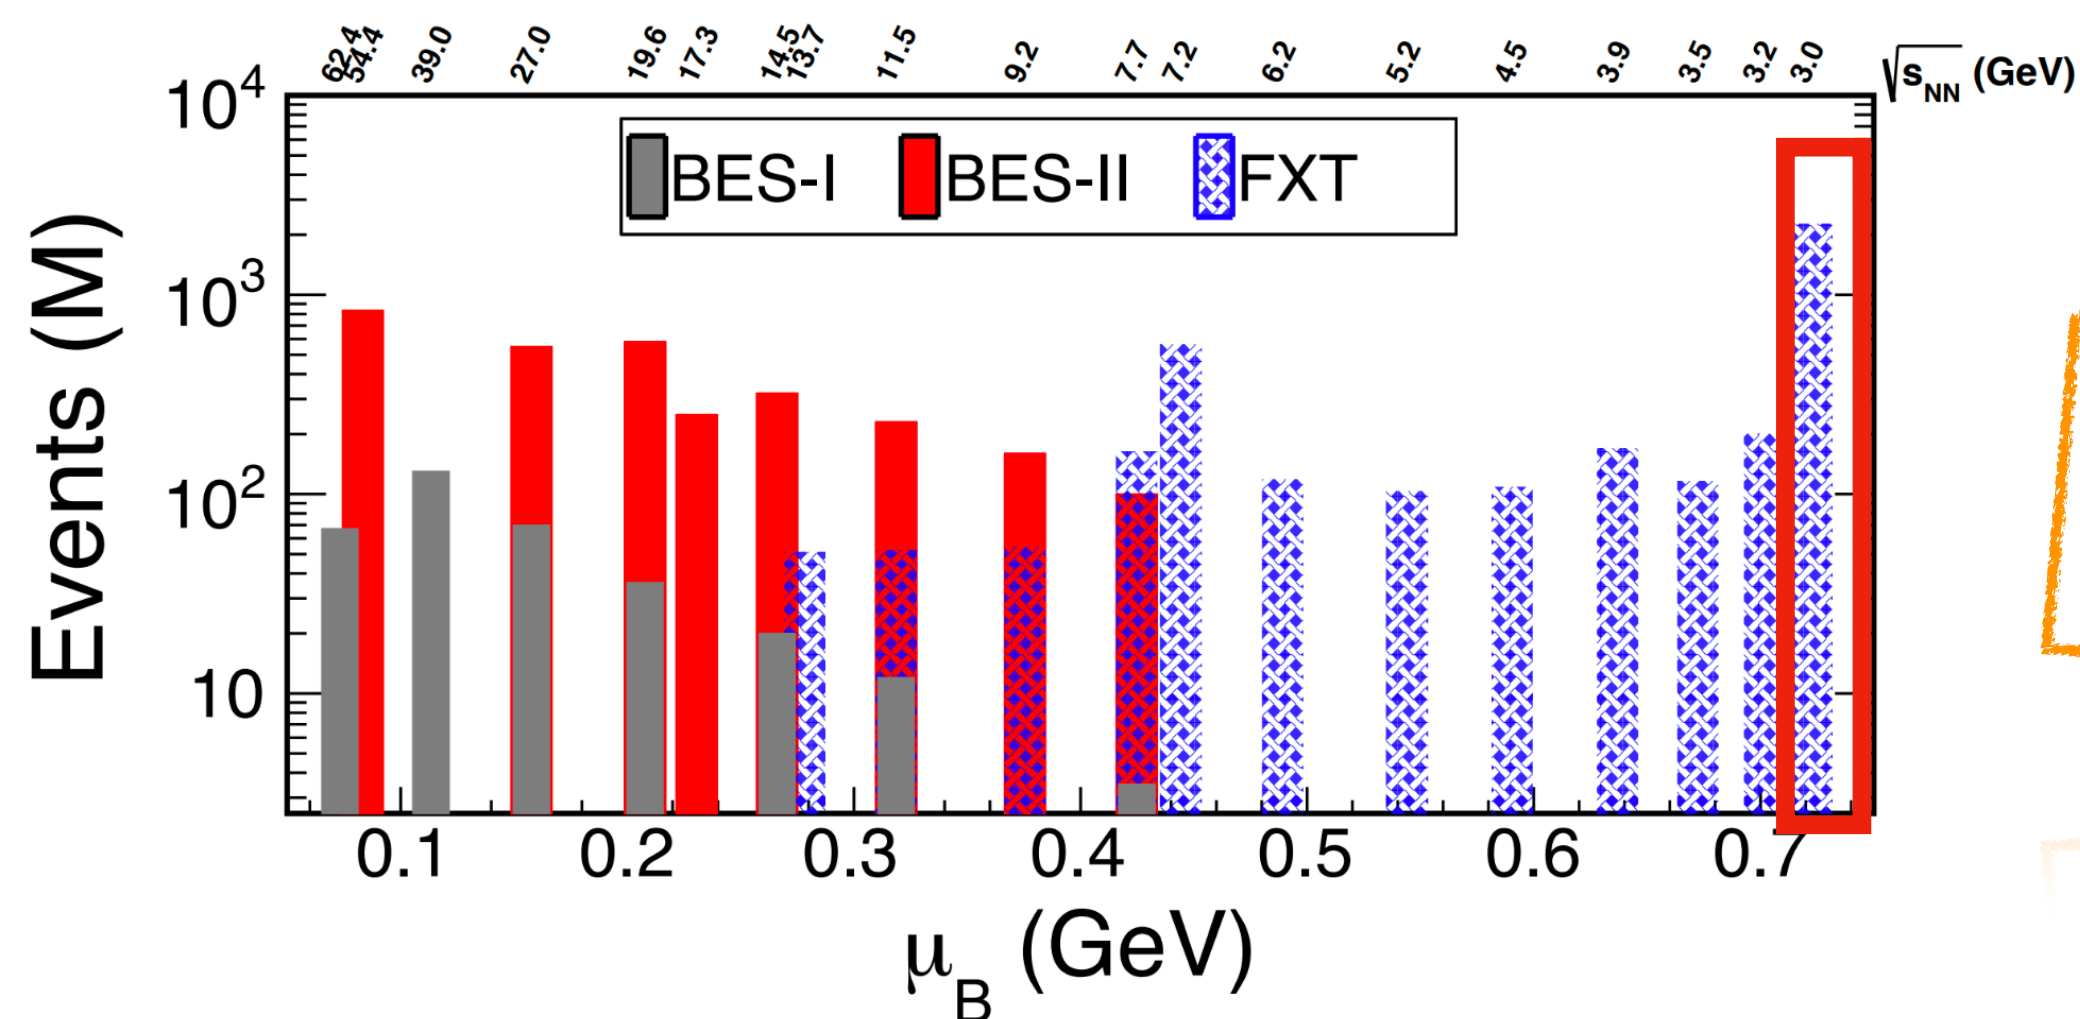 62.4 54.4 39.0 27.0 19.6 17.3 14.5 13.7 11.5 9.2 7.7 7.2 6.2 5.2 4.5 3.9 3.5 3.2 3.0 √s_NN (GeV)
10⁴
BES-I BES-II FXT
10³
10²
10
Events (M)
0.1 0.2 0.3 0.4 0.5 0.6 0.7
μ_B (GeV)